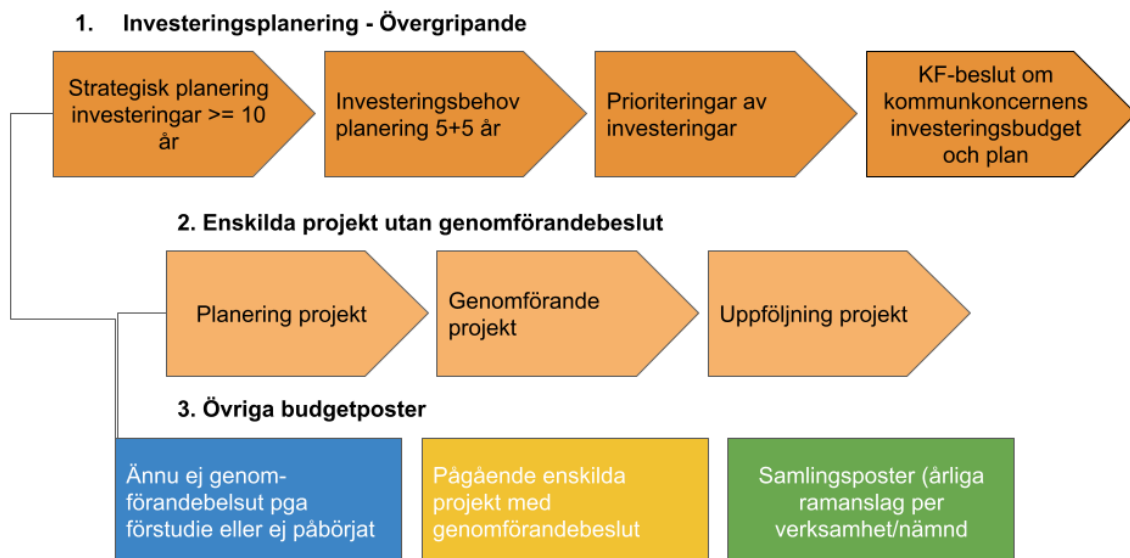 1. Investeringsplanering - Övergripande
Strategisk planering
investeringar >= 10
år
Investeringsbehov
planering 5+5 år
Prioriteringar av
investeringar
KF-beslut om
kommunkoncernens
investeringsbudget
och plan
2. Enskilda projekt utan genomförandebeslut
Planering projekt
Genomförande
projekt
Uppföljning projekt
3. Övriga budgetposter
Ännu ej genom-
förandebelsut pga
förstudie eller ej påbörjat
Pågående enskilda
projekt med
genomförandebeslut
Samlingsposter (årliga
ramanslag per
verksamhet/nämnd